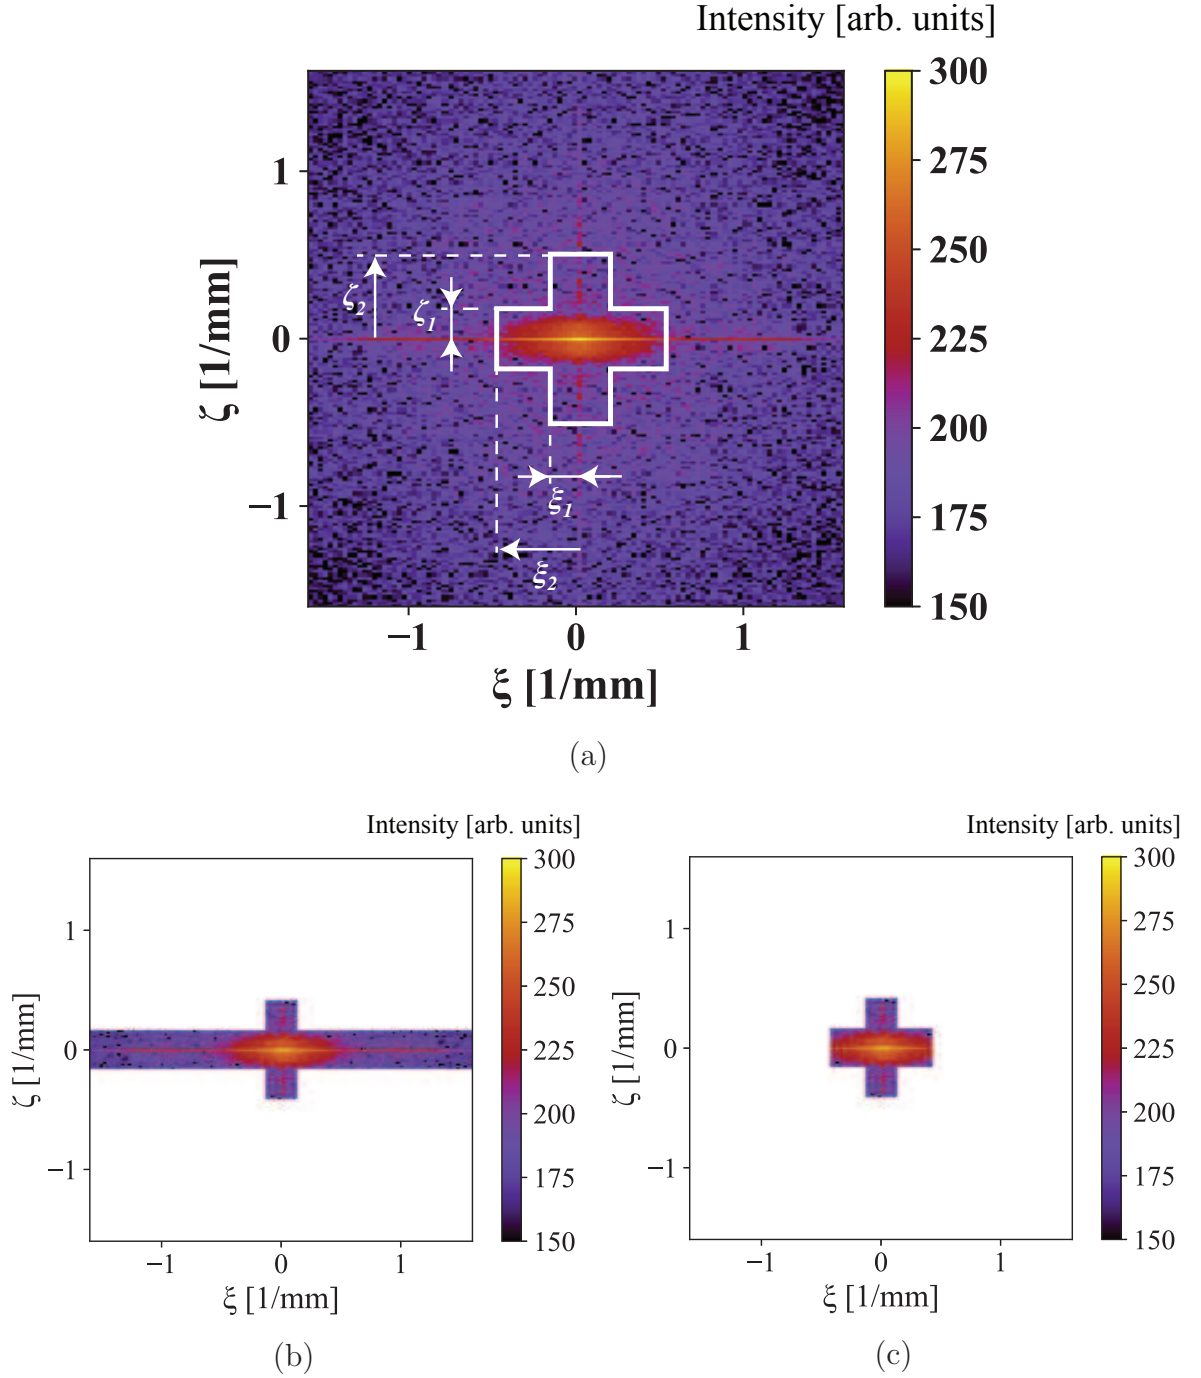 Intensity [arb. units]
300
275
250
225
200
175
150
1
0
−1
ζ [1/mm]
ζ2
ζ1
ξ1
ξ2
−1 0 1
ξ [1/mm]
(a)
Intensity [arb. units]
300
275
250
225
200
175
150
1
0
−1
ζ [1/mm]
−1 0 1
ξ [1/mm]
(b)
Intensity [arb. units]
300
275
250
225
200
175
150
1
0
−1
ζ [1/mm]
−1 0 1
ξ [1/mm]
(c)